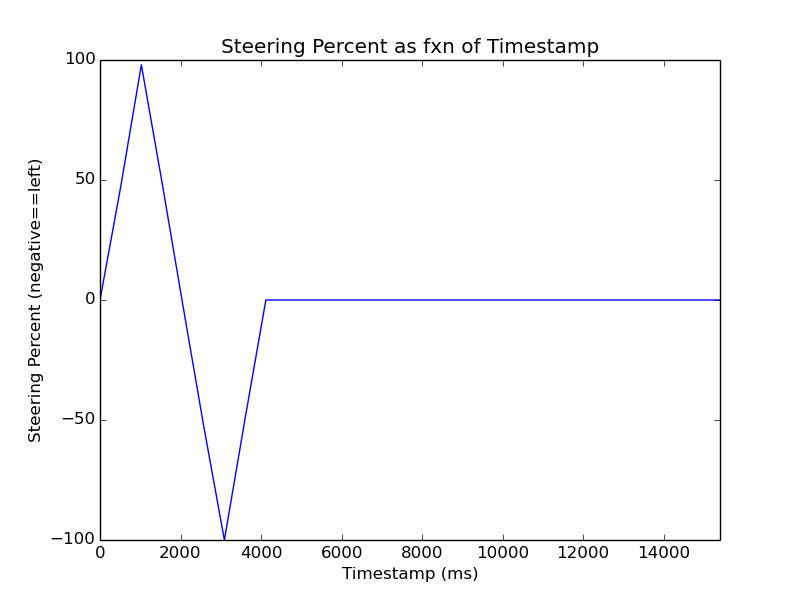 Steering Percent as fxn of Timestamp
100
50
0
−50
−100
Steering Percent (negative==left)
0 2000 4000 6000 8000 10000 12000 14000
Timestamp (ms)